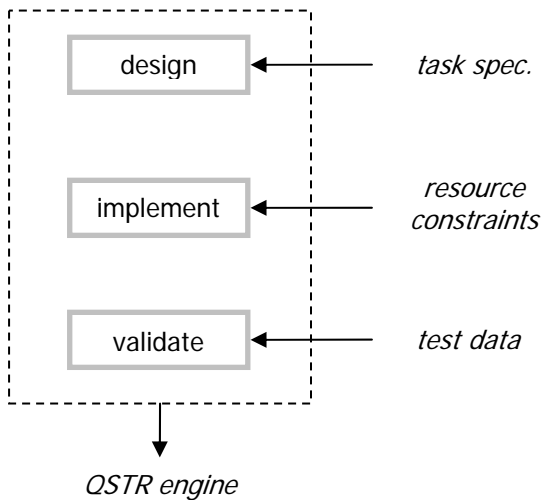 design
task spec.
implement
resource
constraints
validate
test data
QSTR engine